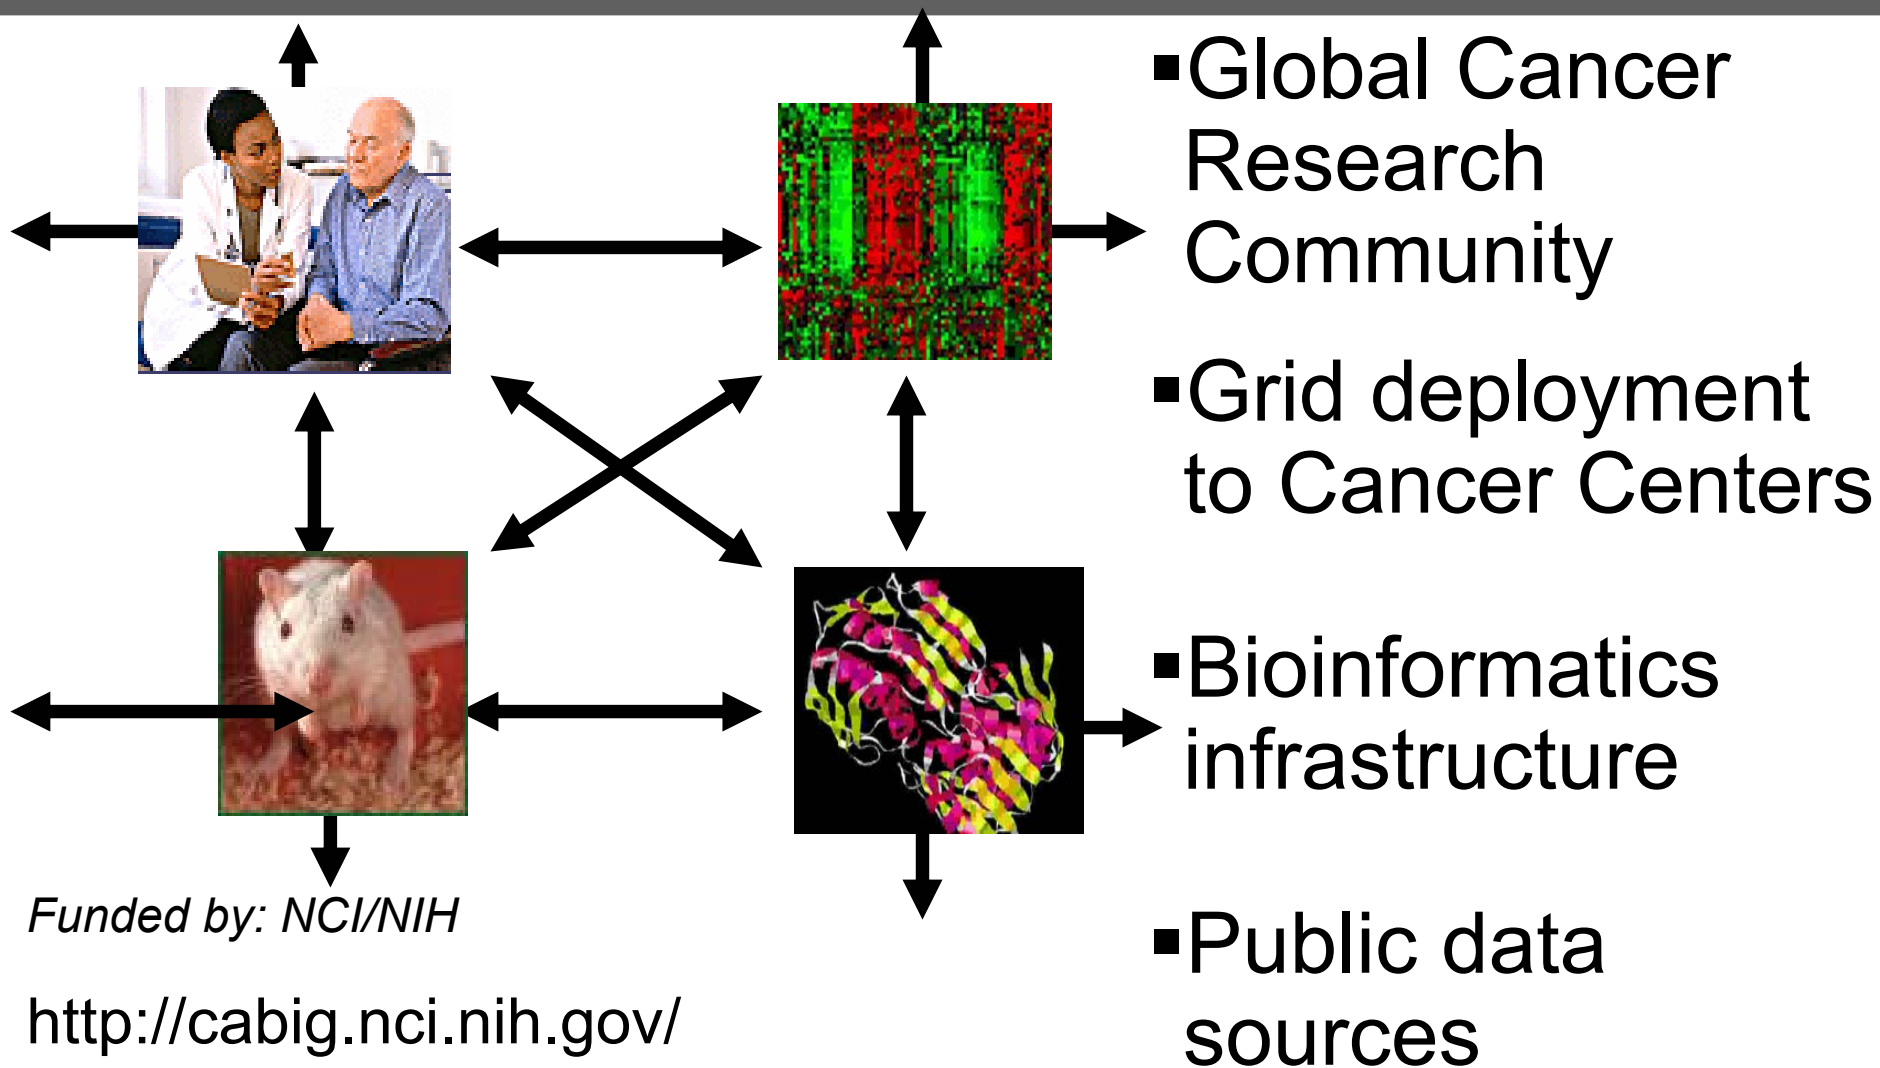 ▪Global Cancer
Research
Community
▪Grid deployment
to Cancer Centers
▪Bioinformatics
infrastructure
▪Public data
sources
Funded by: NCI/NIH
http://cabig.nci.nih.gov/